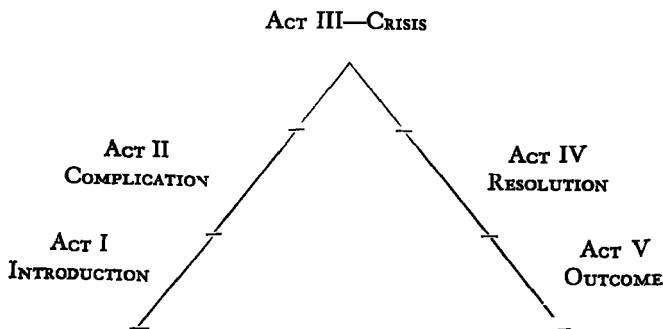 Act III—Crisis
Act II
Complication
Act IV
Resolution
Act I
Introduction
Act V
Outcome